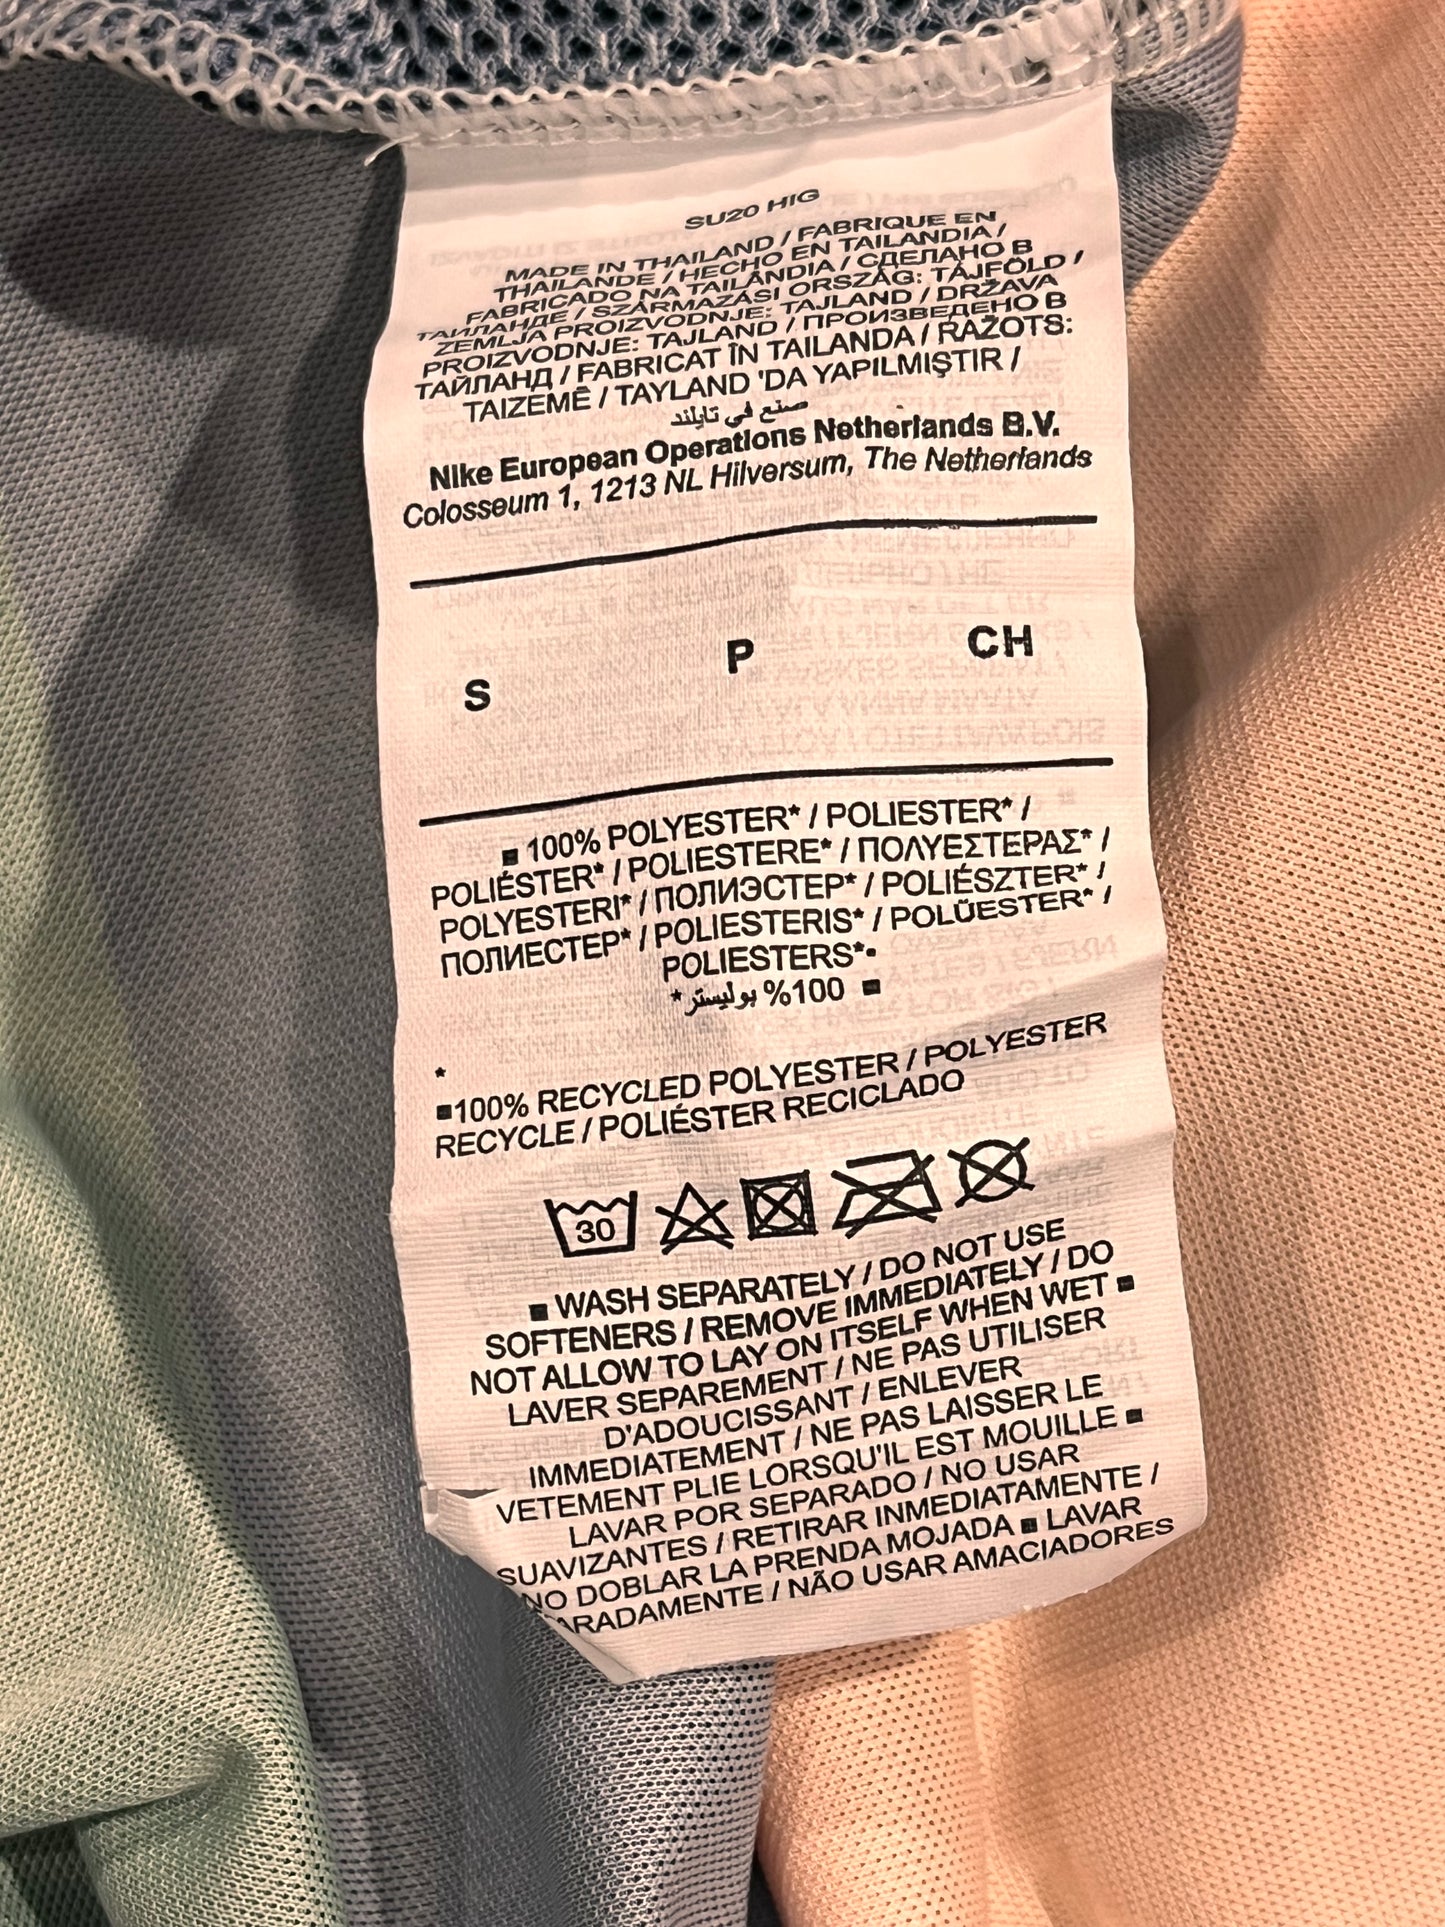 SU20 HIG
MADE IN THAILAND / FABRIQUE EN
THAILANDE / HECHO EN TAILANDIA /
FABRICADO NA TAILÂNDIA / СДЕЛАНО В
ТАИЛАНДЕ / SZÁRMAZÁSI ORSZÁG: TÁJFÖLD /
ZEMLJA PROIZVODNJE: TAJLAND / DRŽAVA
PROIZVODNJE: TAJLAND / ПРОИЗВЕДЕНО В
ТАЙЛАНД / FABRICAT ÎN TAILANDA / RAŽOTS:
TAIZEMĒ / TAYLAND 'DA YAPILMIŞTIR /
صنع في تايلند
Nike European Operations Netherlands B.V.
Colosseum 1, 1213 NL Hilversum, The Netherlands
S P CH
■ 100% POLYESTER* / POLIESTER* /
POLIÉSTER* / POLIESTERE* / ΠΟΛΥΕΣΤΕΡΑΣ* /
POLYESTERI* / ПОЛИЭСТЕР* / POLIÉSZTER* /
ПОЛИЕСТЕР* / POLIESTERIS* / POLÜESTER* /
POLIESTERS*▪
■ 100% بوليستر*
*
■100% RECYCLED POLYESTER / POLYESTER
RECYCLE / POLIÉSTER RECICLADO
30
■ WASH SEPARATELY / DO NOT USE
SOFTENERS / REMOVE IMMEDIATELY / DO
NOT ALLOW TO LAY ON ITSELF WHEN WET ■
LAVER SEPAREMENT / NE PAS UTILISER
D'ADOUCISSANT / ENLEVER
IMMEDIATEMENT / NE PAS LAISSER LE
VETEMENT PLIE LORSQU'IL EST MOUILLE ■
LAVAR POR SEPARADO / NO USAR
SUAVIZANTES / RETIRAR INMEDIATAMENTE /
NO DOBLAR LA PRENDA MOJADA ■ LAVAR
ARADAMENTE / NÃO USAR AMACIADORES